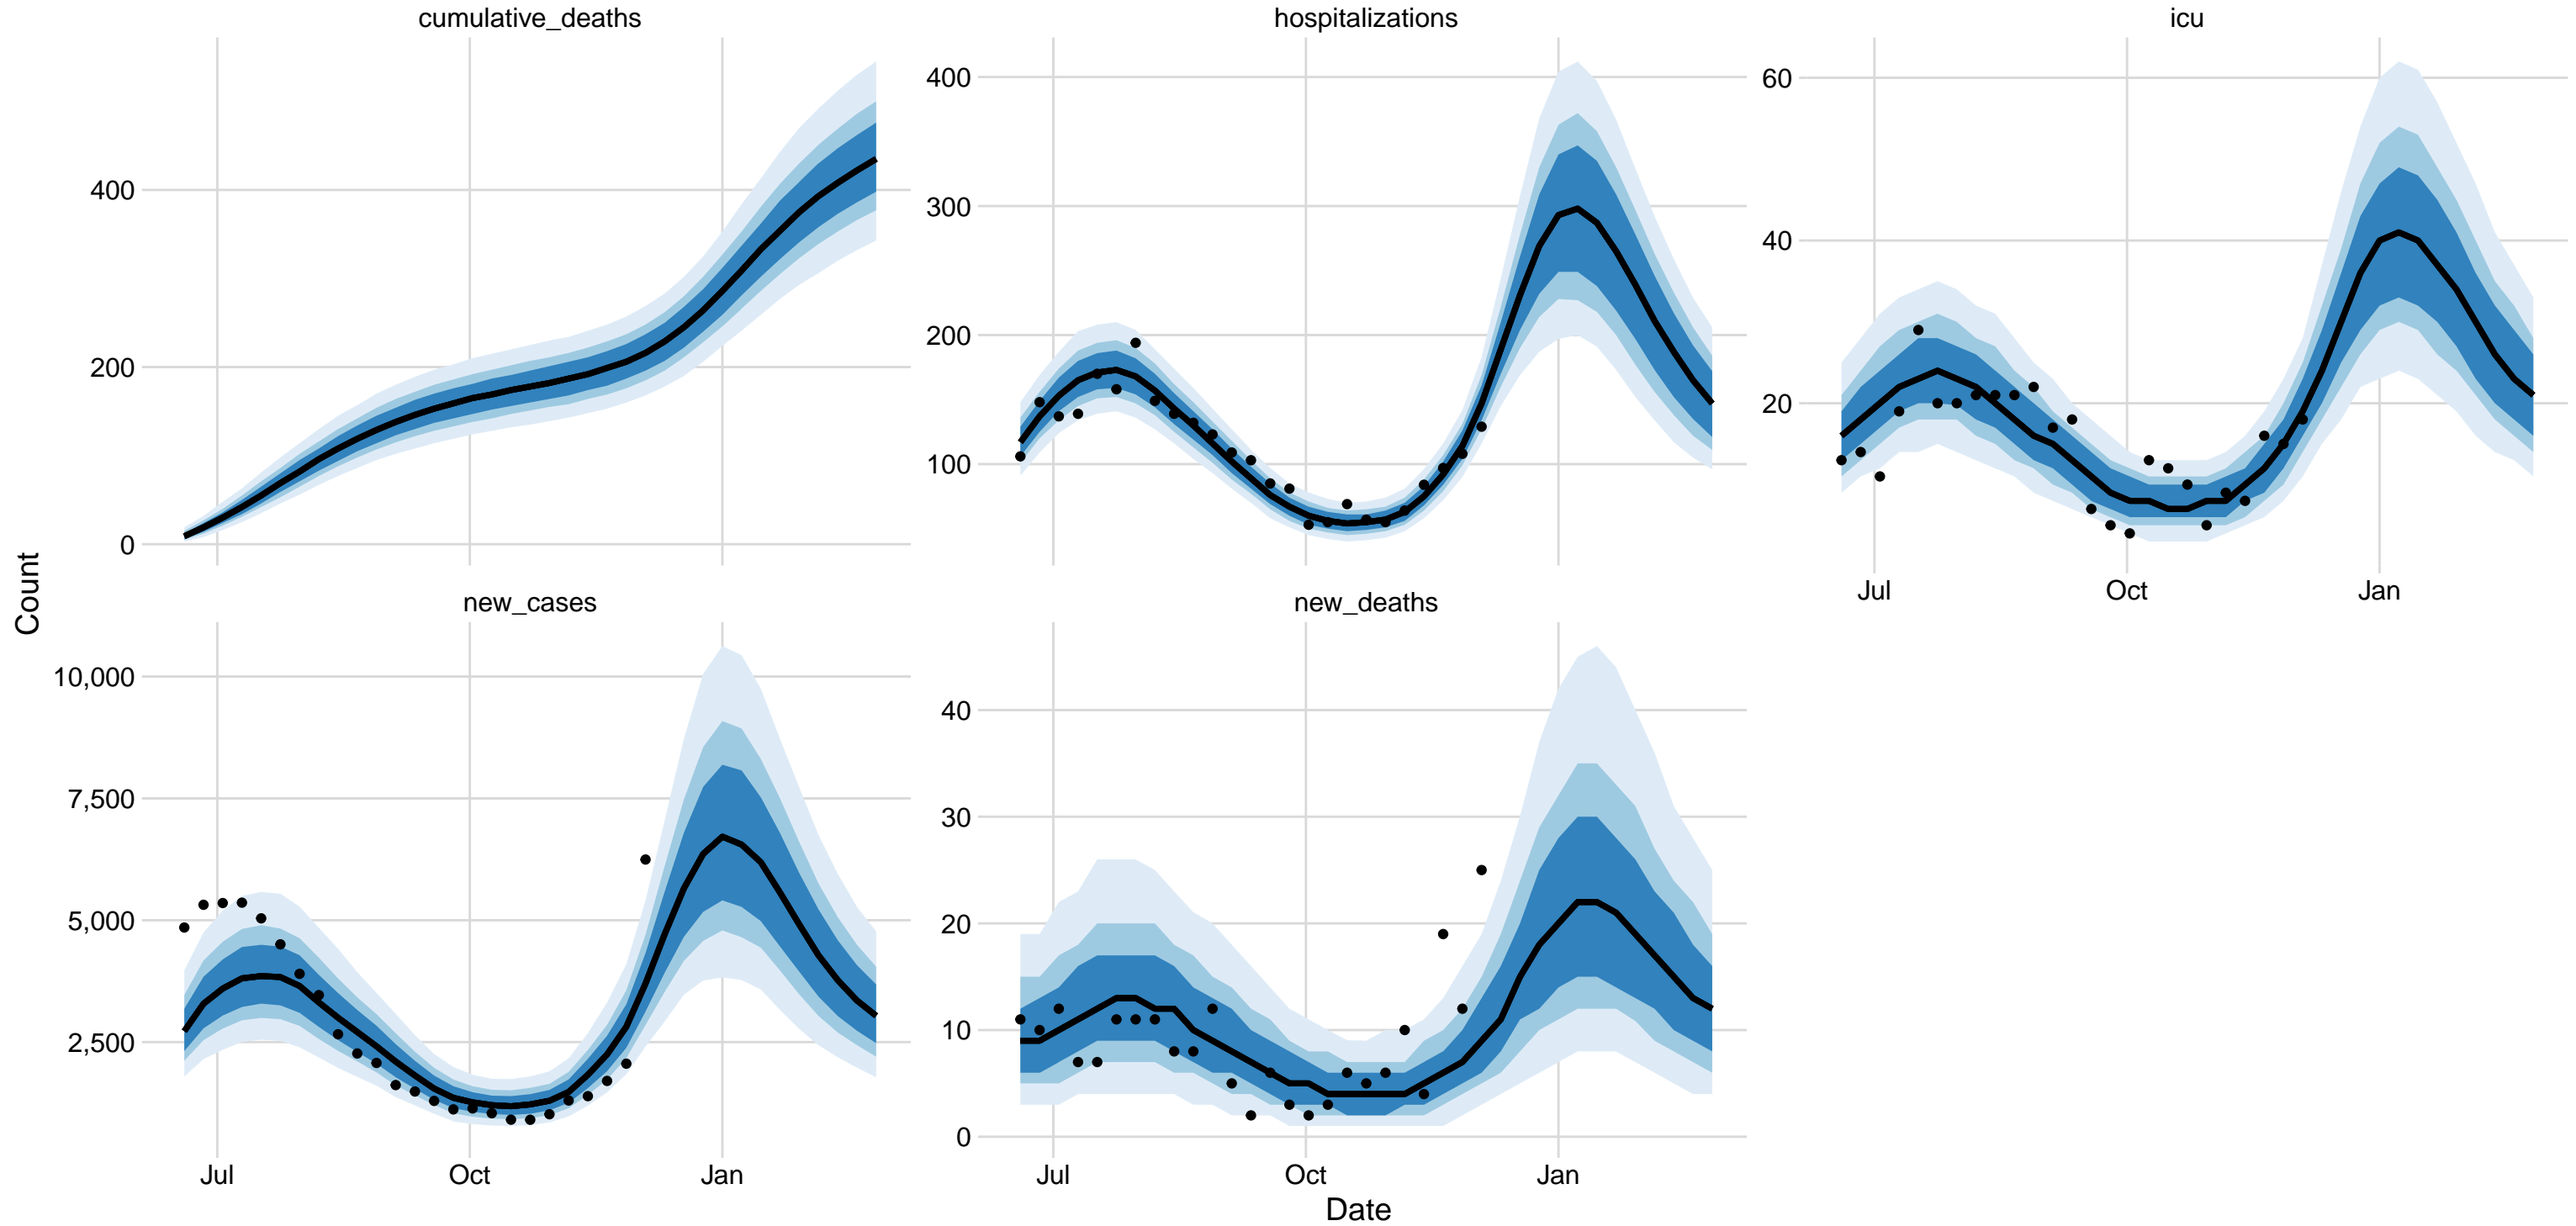 cumulative_deaths
hospitalizations
icu
400
200
0
400
300
200
100
60
40
20
Jul
Oct
Jan
Count
new_cases
new_deaths
10,000
7,500
5,000
2,500
Jul
Oct
Jan
40
30
20
10
0
Jul
Oct
Jan
Date